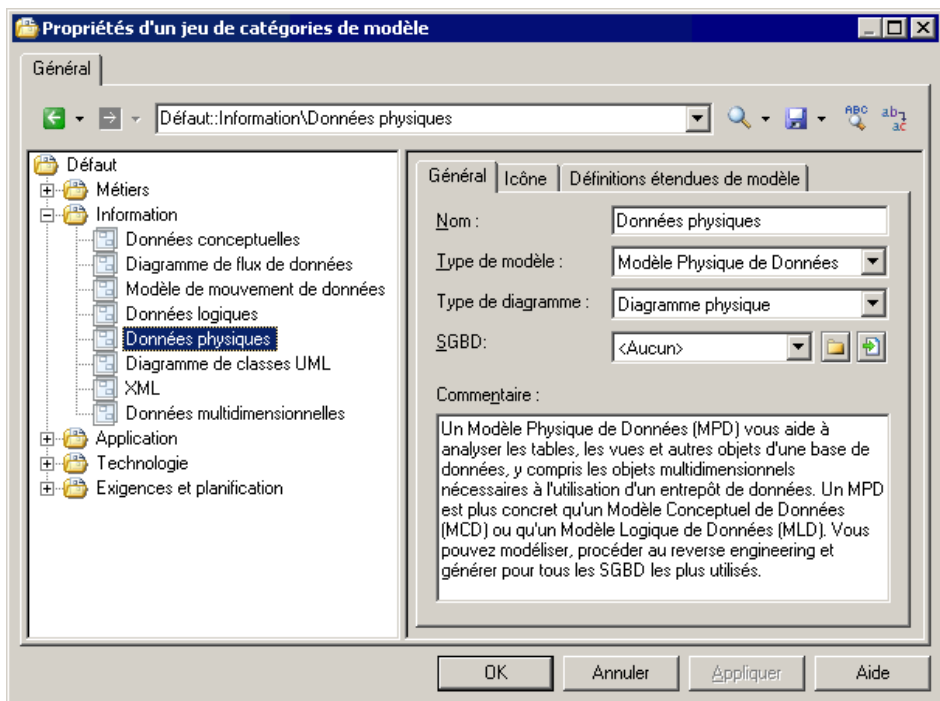 Propriétés d'un jeu de catégories de modèle
Général
Défaut::Information\Données physiques
ABC
ab
ac
Défaut
Métiers
Information
Données conceptuelles
Diagramme de flux de données
Modèle de mouvement de données
Données logiques
Données physiques
Diagramme de classes UML
XML
Données multidimensionnelles
Application
Technologie
Exigences et planification
Général
Icône
Définitions étendues de modèle
Nom :
Données physiques
Type de modèle :
Modèle Physique de Données
Type de diagramme :
Diagramme physique
SGBD:
<Aucun>
Commentaire :
Un Modèle Physique de Données (MPD) vous aide à
analyser les tables, les vues et autres objets d'une base de
données, y compris les objets multidimensionnels
nécessaires à l'utilisation d'un entrepôt de données. Un MPD
est plus concret qu'un Modèle Conceptuel de Données
(MCD) ou qu'un Modèle Logique de Données (MLD). Vous
pouvez modéliser, procéder au reverse engineering et
générer pour tous les SGBD les plus utilisés.
OK
Annuler
Appliquer
Aide